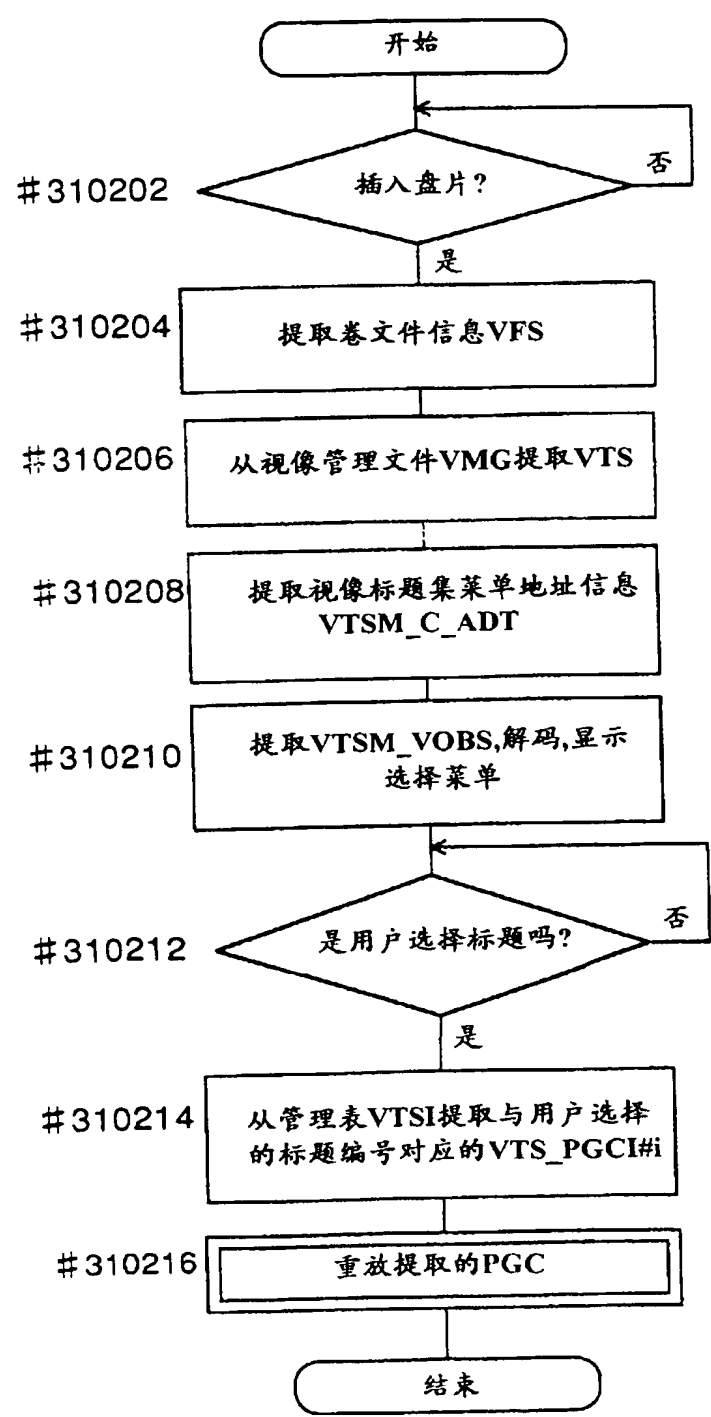 开始
#310202
插入盘片?
否
是
#310204
提取卷文件信息VFS
#310206
从视像管理文件VMG提取VTS
#310208
提取视像标题集菜单地址信息
VTSM_C_ADT
#310210
提取VTSM_VOBS,解码,显示
选择菜单
#310212
是用户选择标题吗?
否
是
#310214
从管理表VTSI提取与用户选择
的标题编号对应的VTS_PGCI#i
#310216
重放提取的PGC
结束